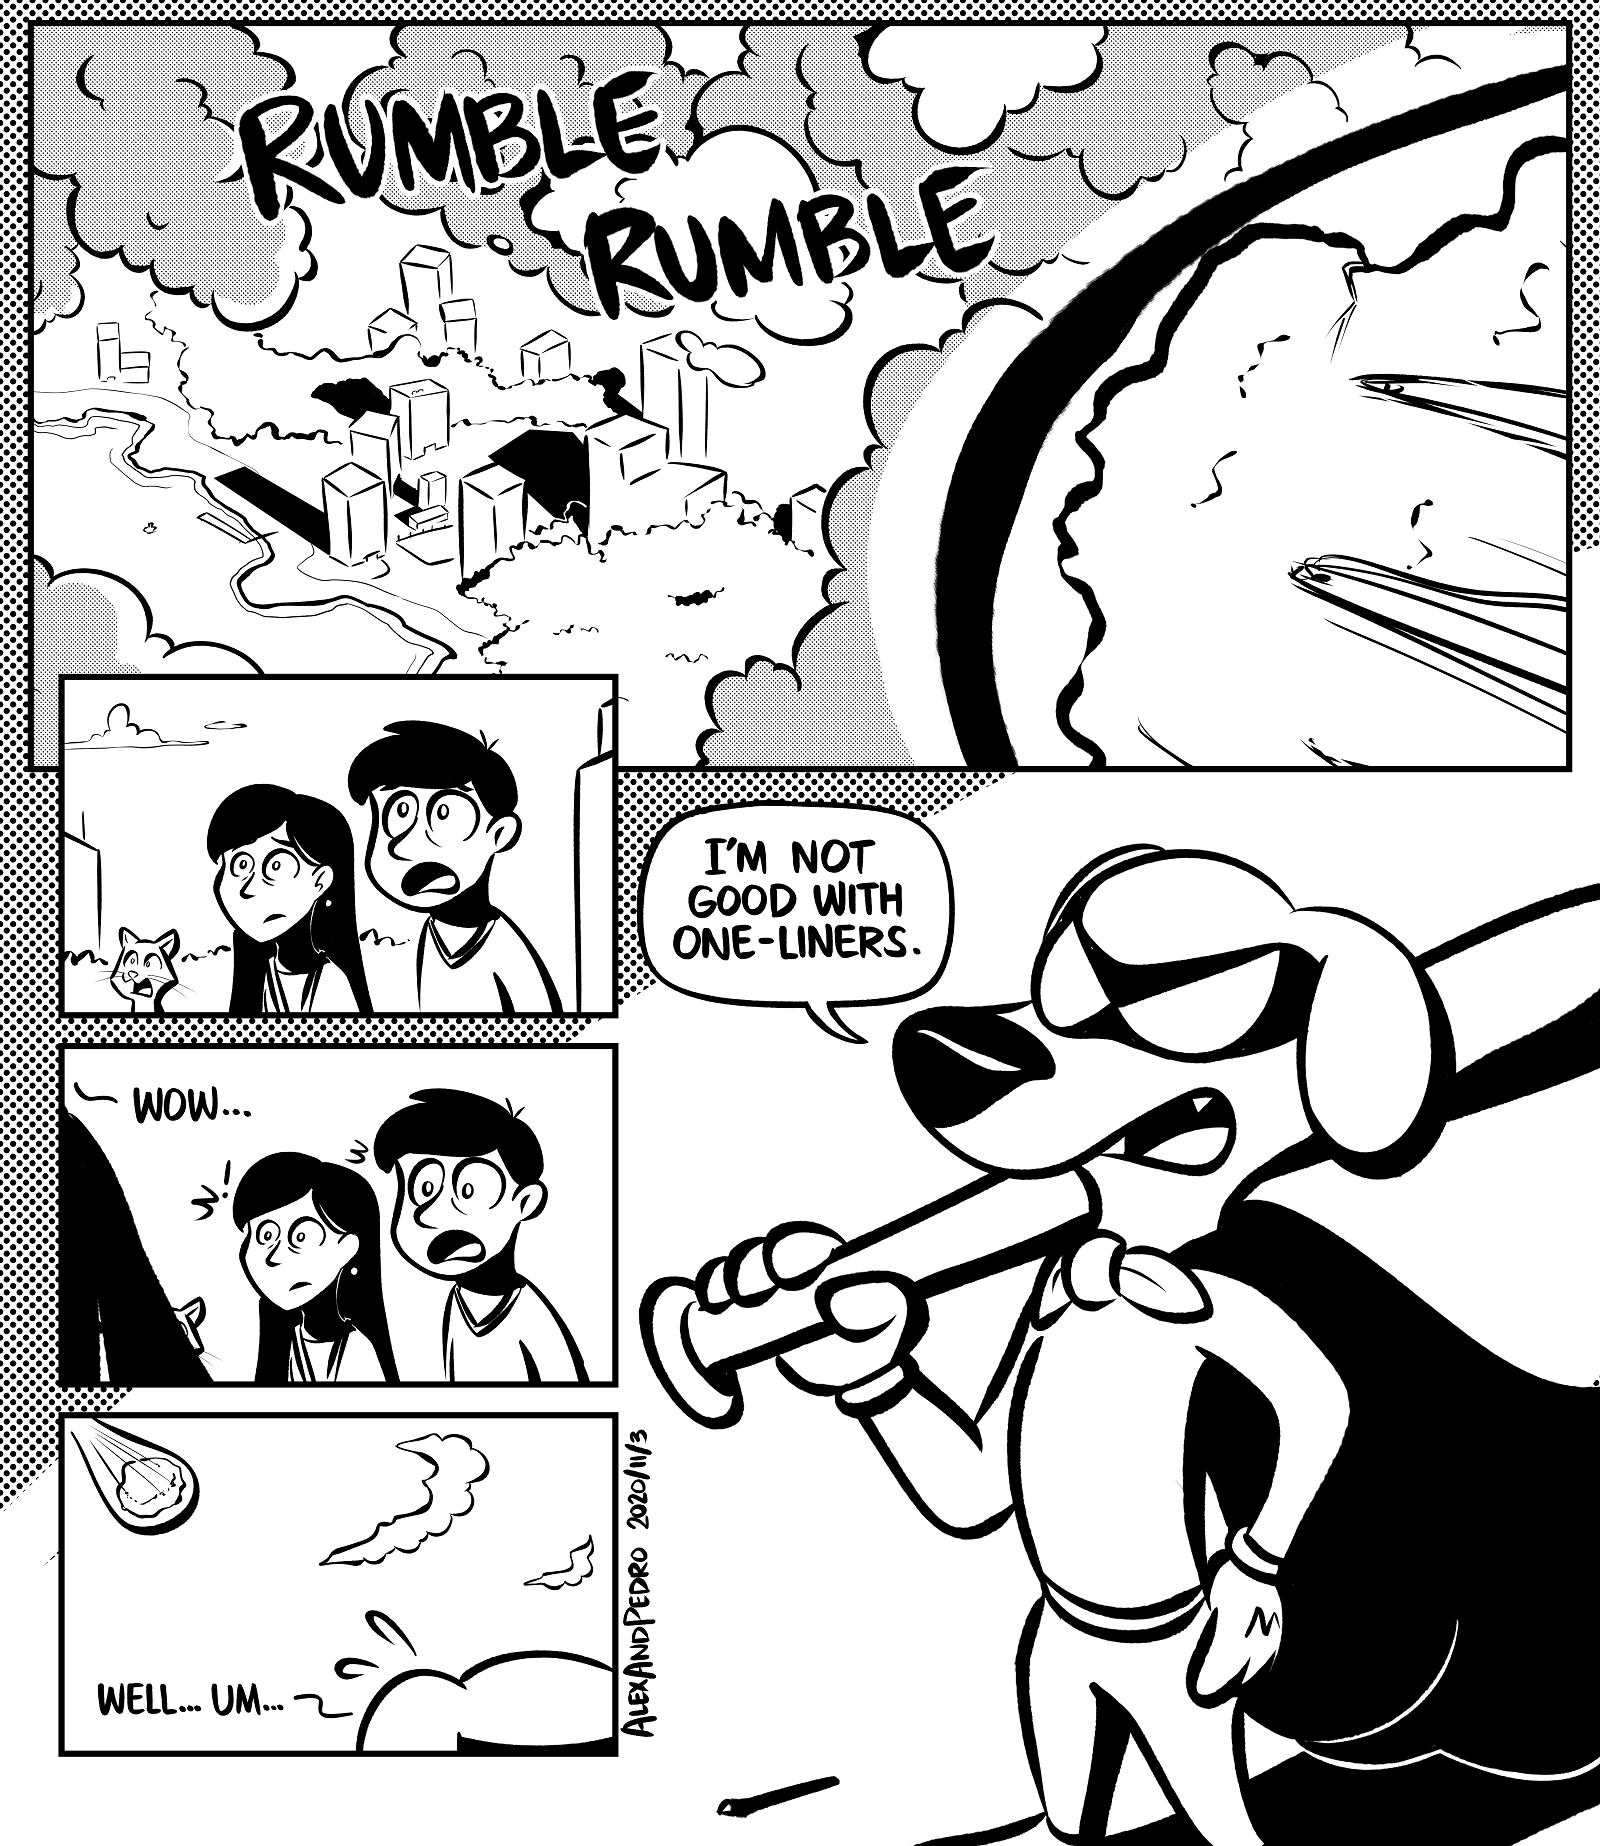 RUMBLE
RUMBLE
WOW...
WELL... UM...
I'M NOT
GOOD WITH
ONE-LINERS.
ALEXANDPEDRO 2020/11/3